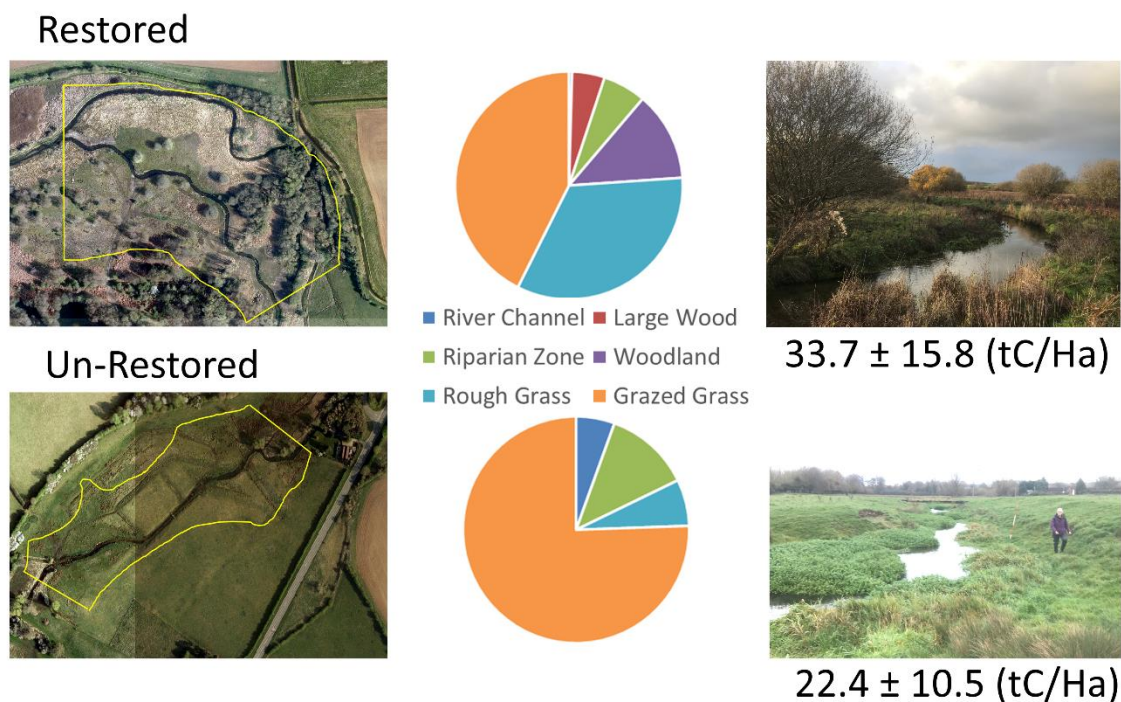 Restored
River Channel Large Wood
Riparian Zone Woodland
Rough Grass Grazed Grass
33.7 ± 15.8 (tC/Ha)
Un-Restored
22.4 ± 10.5 (tC/Ha)